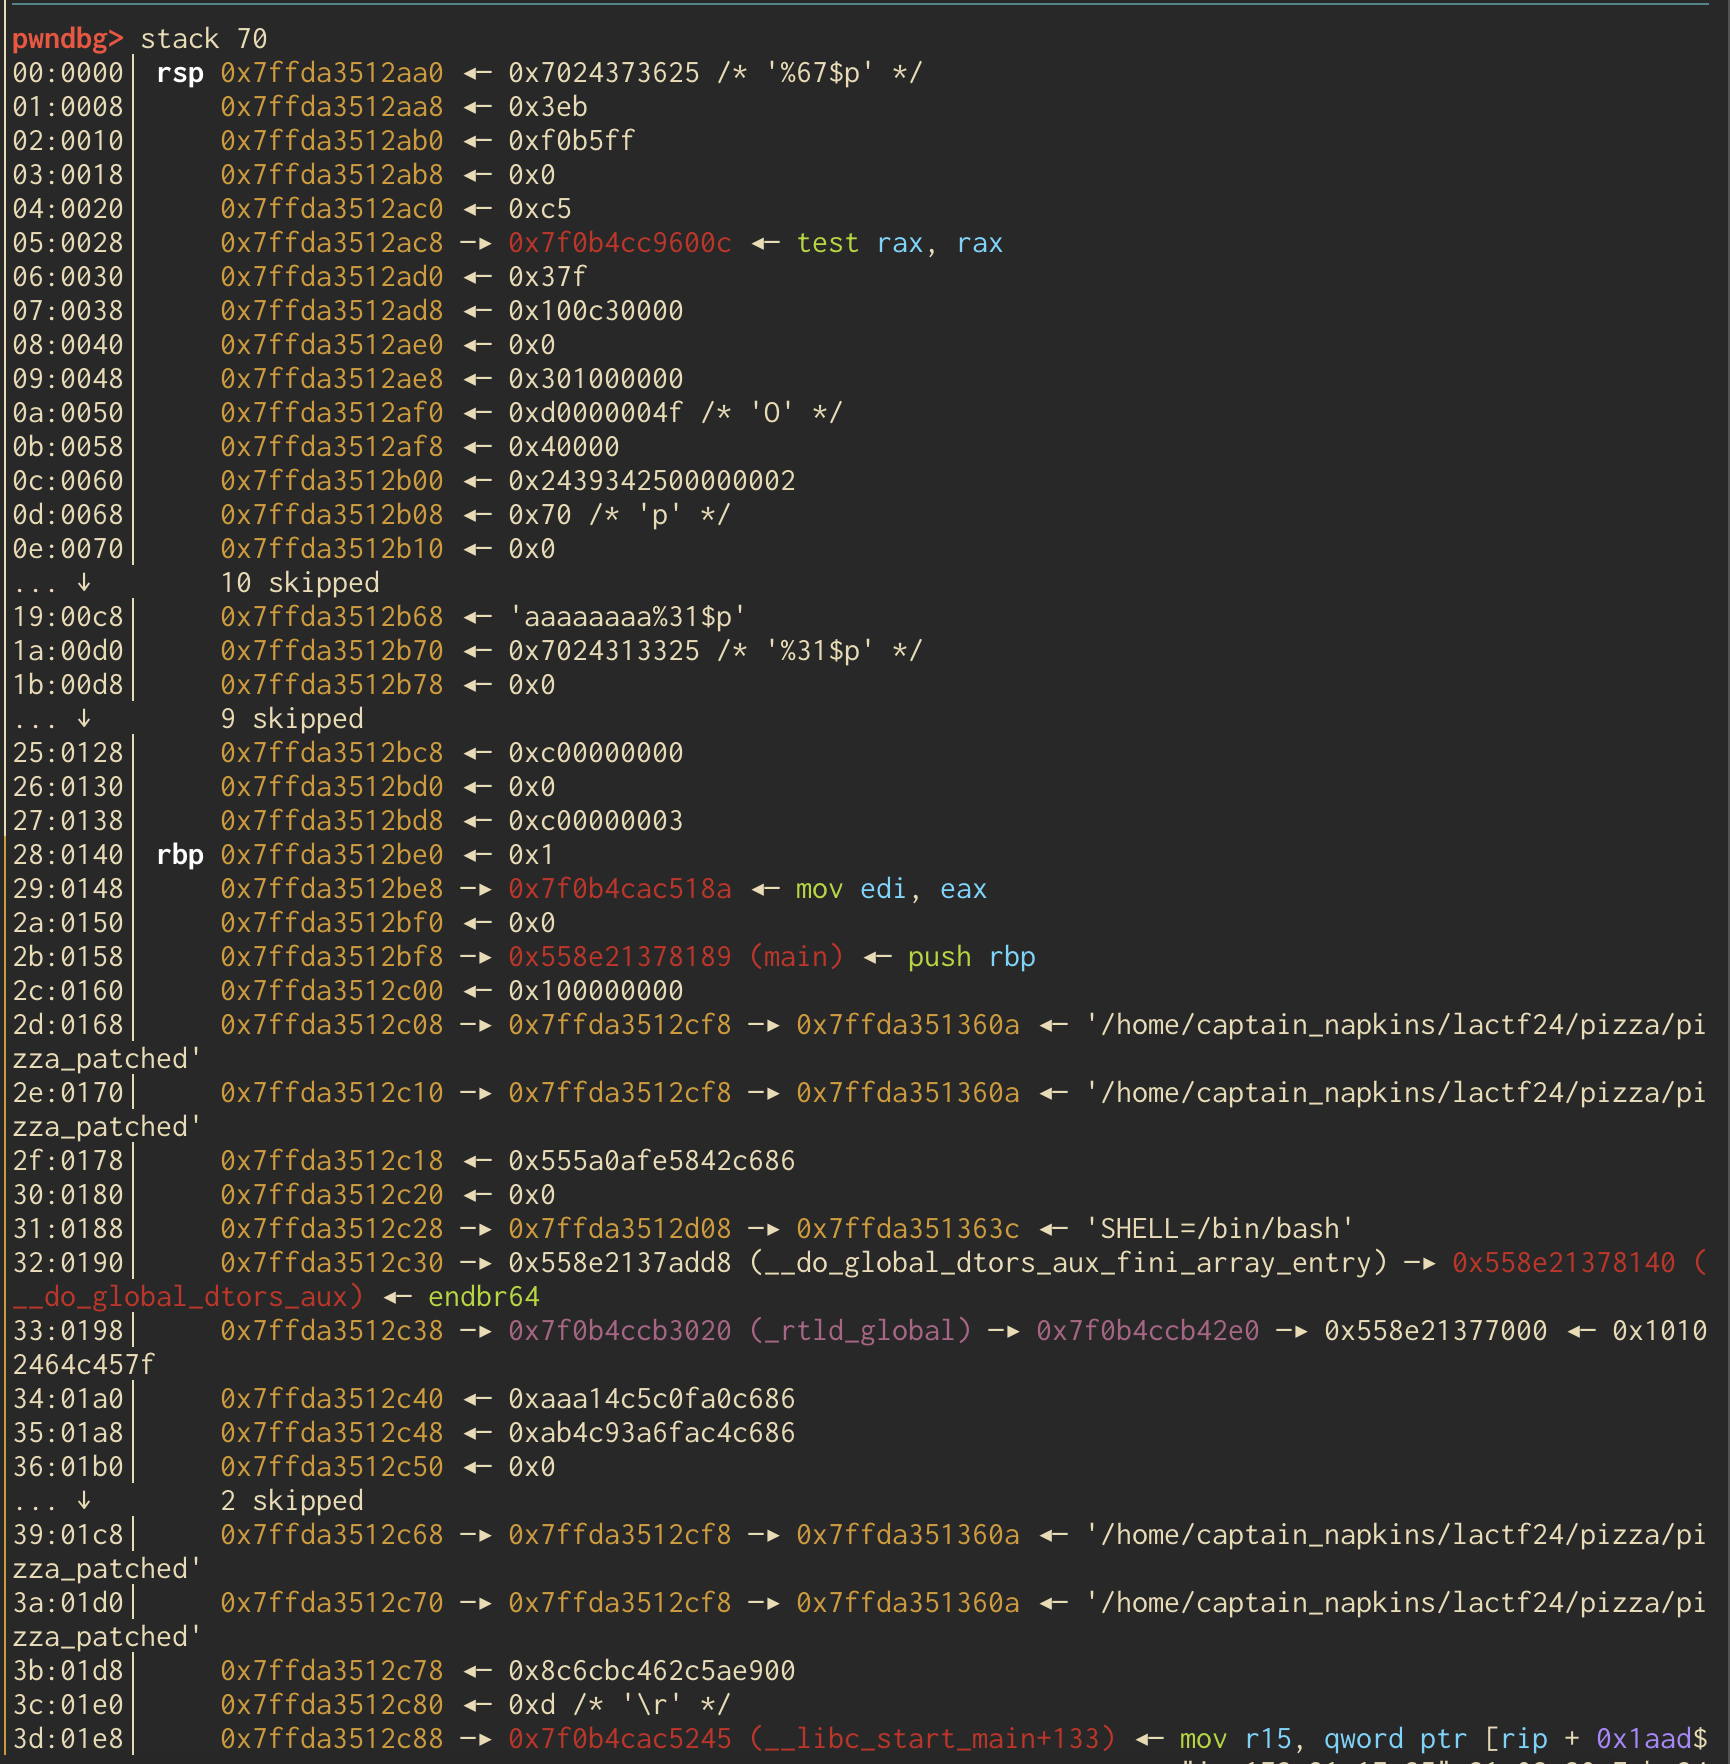 pwndbg> stack 70
00:0000│ rsp 0x7ffda3512aa0 ◂— 0x7024373625 /* '%67$p' */
01:0008│     0x7ffda3512aa8 ◂— 0x3eb
02:0010│     0x7ffda3512ab0 ◂— 0xf0b5ff
03:0018│     0x7ffda3512ab8 ◂— 0x0
04:0020│     0x7ffda3512ac0 ◂— 0xc5
05:0028│     0x7ffda3512ac8 —▸ 0x7f0b4cc9600c ◂— test rax, rax
06:0030│     0x7ffda3512ad0 ◂— 0x37f
07:0038│     0x7ffda3512ad8 ◂— 0x100c30000
08:0040│     0x7ffda3512ae0 ◂— 0x0
09:0048│     0x7ffda3512ae8 ◂— 0x301000000
0a:0050│     0x7ffda3512af0 ◂— 0xd0000004f /* 'O' */
0b:0058│     0x7ffda3512af8 ◂— 0x40000
0c:0060│     0x7ffda3512b00 ◂— 0x2439342500000002
0d:0068│     0x7ffda3512b08 ◂— 0x70 /* 'p' */
0e:0070│     0x7ffda3512b10 ◂— 0x0
... ↓        10 skipped
19:00c8│     0x7ffda3512b68 ◂— 'aaaaaaaa%31$p'
1a:00d0│     0x7ffda3512b70 ◂— 0x7024313325 /* '%31$p' */
1b:00d8│     0x7ffda3512b78 ◂— 0x0
... ↓        9 skipped
25:0128│     0x7ffda3512bc8 ◂— 0xc00000000
26:0130│     0x7ffda3512bd0 ◂— 0x0
27:0138│     0x7ffda3512bd8 ◂— 0xc00000003
28:0140│ rbp 0x7ffda3512be0 ◂— 0x1
29:0148│     0x7ffda3512be8 —▸ 0x7f0b4cac518a ◂— mov edi, eax
2a:0150│     0x7ffda3512bf0 ◂— 0x0
2b:0158│     0x7ffda3512bf8 —▸ 0x558e21378189 (main) ◂— push rbp
2c:0160│     0x7ffda3512c00 ◂— 0x100000000
2d:0168│     0x7ffda3512c08 —▸ 0x7ffda3512cf8 —▸ 0x7ffda351360a ◂— '/home/captain_napkins/lactf24/pizza/pi
zza_patched'
2e:0170│     0x7ffda3512c10 —▸ 0x7ffda3512cf8 —▸ 0x7ffda351360a ◂— '/home/captain_napkins/lactf24/pizza/pi
zza_patched'
2f:0178│     0x7ffda3512c18 ◂— 0x555a0afe5842c686
30:0180│     0x7ffda3512c20 ◂— 0x0
31:0188│     0x7ffda3512c28 —▸ 0x7ffda3512d08 —▸ 0x7ffda351363c ◂— 'SHELL=/bin/bash'
32:0190│     0x7ffda3512c30 —▸ 0x558e2137add8 (__do_global_dtors_aux_fini_array_entry) —▸ 0x558e21378140 (
__do_global_dtors_aux) ◂— endbr64
33:0198│     0x7ffda3512c38 —▸ 0x7f0b4ccb3020 (_rtld_global) —▸ 0x7f0b4ccb42e0 —▸ 0x558e21377000 ◂— 0x1010
2464c457f
34:01a0│     0x7ffda3512c40 ◂— 0xaaa14c5c0fa0c686
35:01a8│     0x7ffda3512c48 ◂— 0xab4c93a6fac4c686
36:01b0│     0x7ffda3512c50 ◂— 0x0
... ↓        2 skipped
39:01c8│     0x7ffda3512c68 —▸ 0x7ffda3512cf8 —▸ 0x7ffda351360a ◂— '/home/captain_napkins/lactf24/pizza/pi
zza_patched'
3a:01d0│     0x7ffda3512c70 —▸ 0x7ffda3512cf8 —▸ 0x7ffda351360a ◂— '/home/captain_napkins/lactf24/pizza/pi
zza_patched'
3b:01d8│     0x7ffda3512c78 ◂— 0x8c6cbc462c5ae900
3c:01e0│     0x7ffda3512c80 ◂— 0xd /* '\r' */
3d:01e8│     0x7ffda3512c88 —▸ 0x7f0b4cac5245 (__libc_start_main+133) ◂— mov r15, qword ptr [rip + 0x1aad$